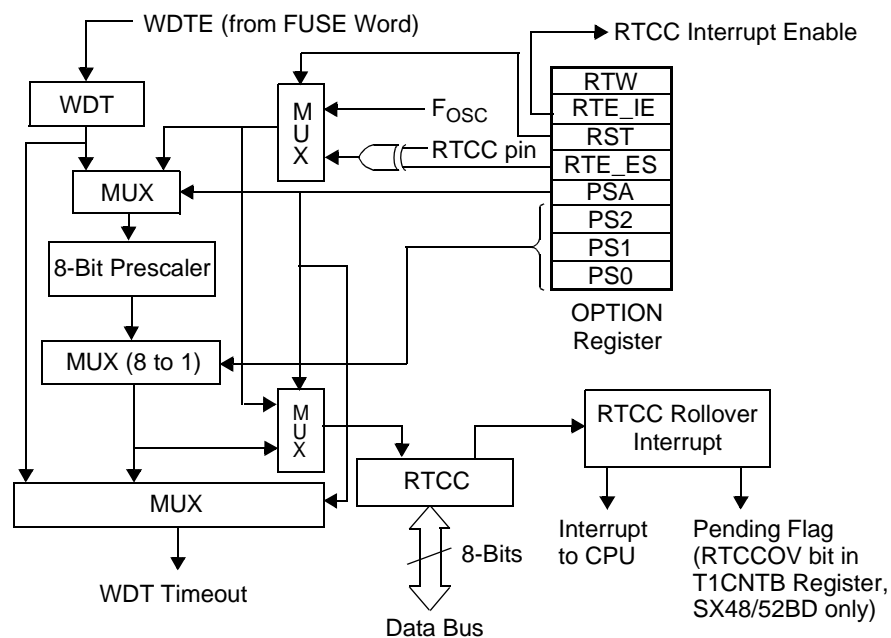 WDTE (from FUSE Word)
RTCC Interrupt Enable
WDT
M
U
X
FOSC
RTCC pin
RTW
RTE_IE
RST
RTE_ES
PSA
PS2
PS1
PS0
MUX
8-Bit Prescaler
OPTION
Register
MUX (8 to 1)
M
U
X
RTCC Rollover
Interrupt
RTCC
MUX
8-Bits
Interrupt
to CPU
Pending Flag
(RTCCOV bit in
T1CNTB Register,
SX48/52BD only)
WDT Timeout
Data Bus